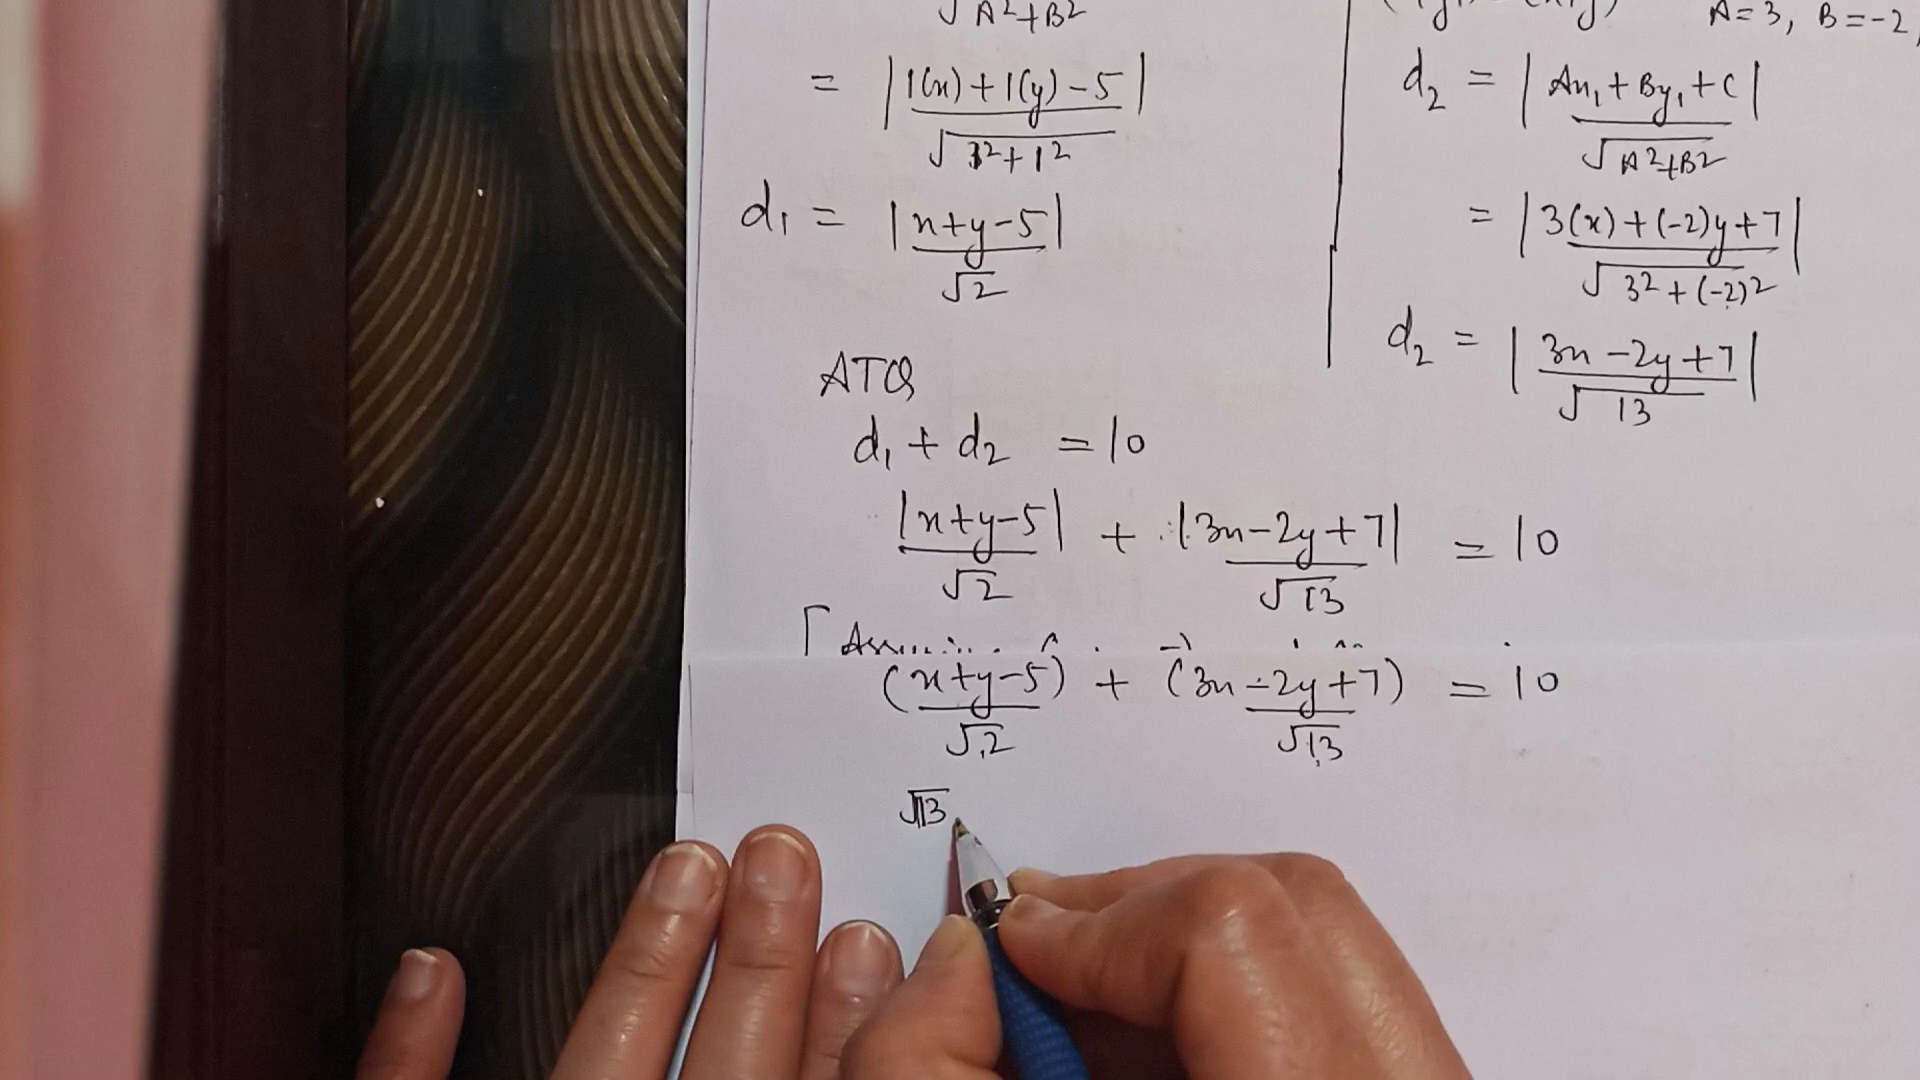 √A²+B²
= |1(x)+1(y)-5|
√1²+1²
d₁ = |x+y-5|
√2
A=3, B=-2,
d₂ = |Ax₁+By₁+C|
√A²+B²
= |3(x)+(-2)y+7|
√3²+(-2)²
d₂ = |3x-2y+7|
√13
ATQ
d₁ + d₂ = 10
|x+y-5| + |3x-2y+7| = 10
√2 √13
(x+y-5) + (3x-2y+7) = 10
√2 √13
√13